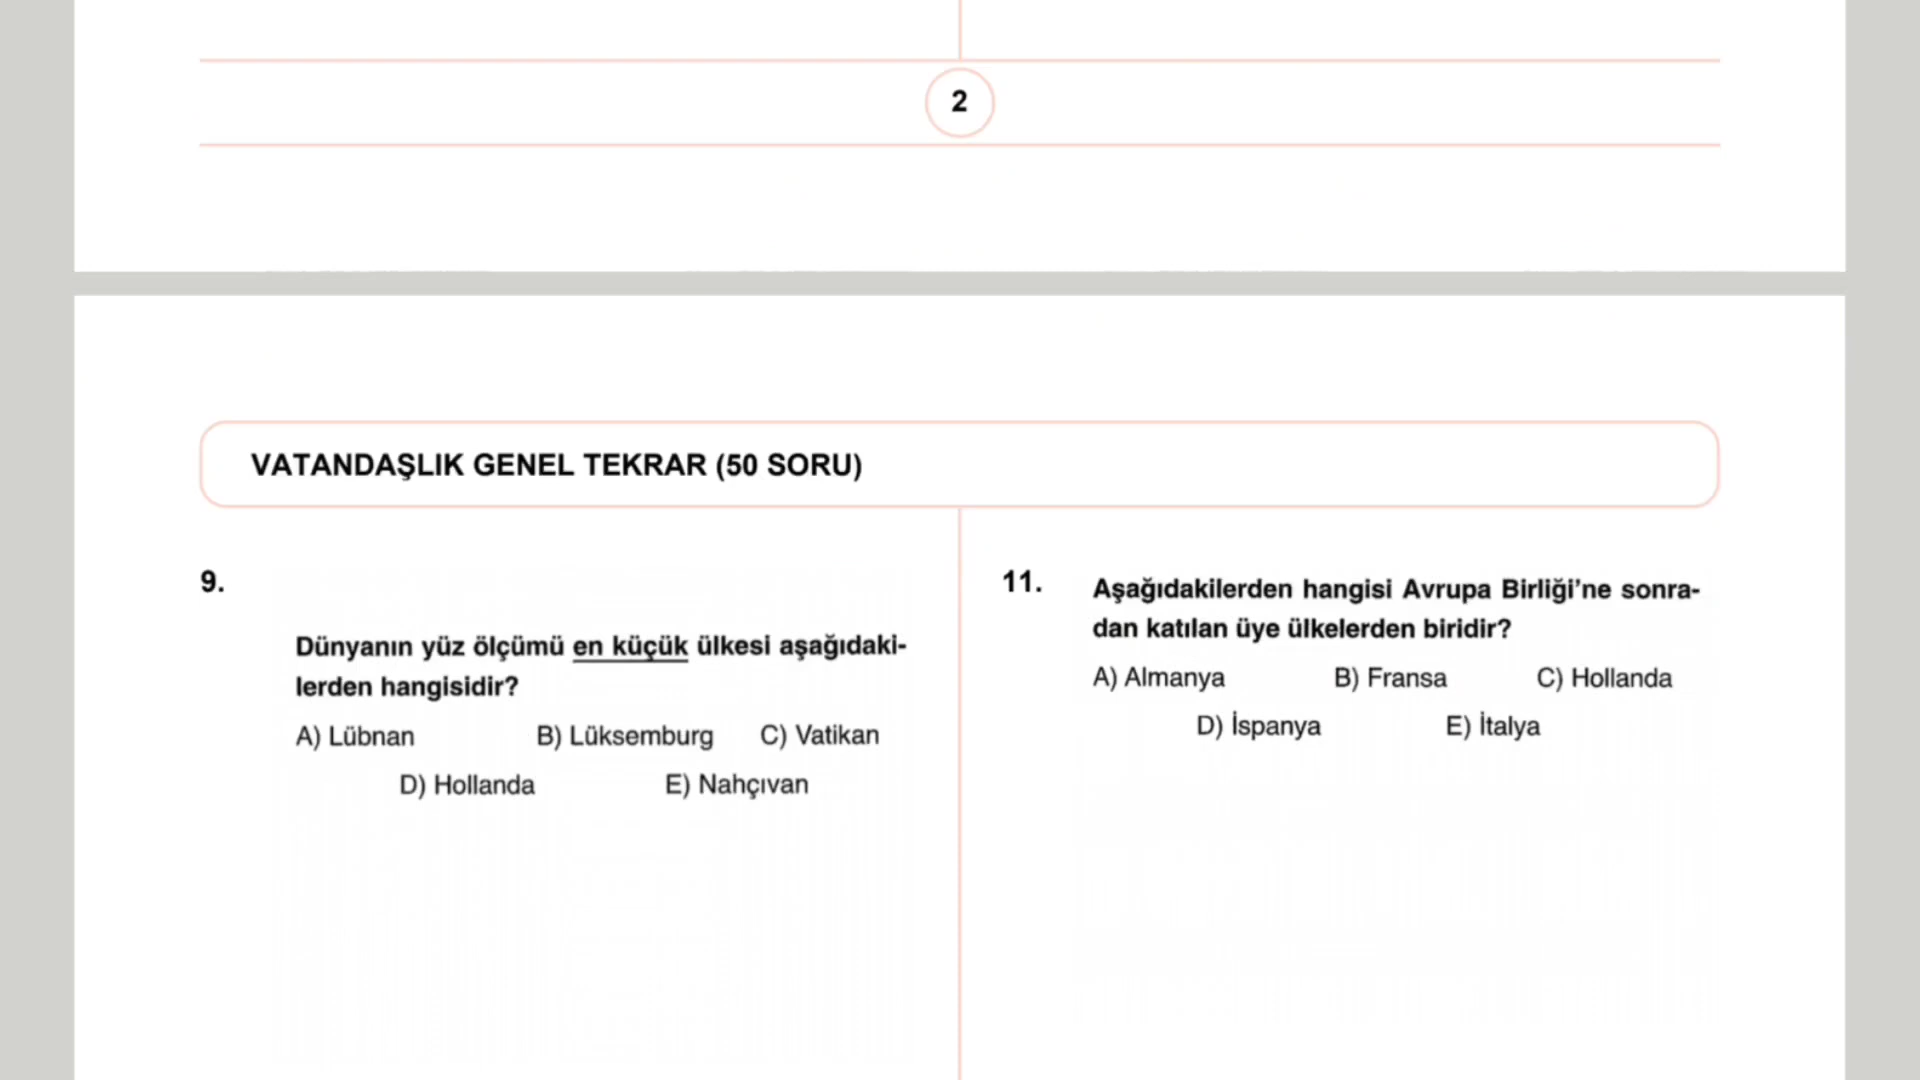 2
VATANDAŞLIK GENEL TEKRAR (50 SORU)
9.
Dünyanın yüz ölçümü en küçük ülkesi aşağıdaki-
lerden hangisidir?
A) Lübnan B) Lüksemburg C) Vatikan
D) Hollanda E) Nahçıvan
11.
Aşağıdakilerden hangisi Avrupa Birliği’ne sonra-
dan katılan üye ülkelerden biridir?
A) Almanya B) Fransa C) Hollanda
D) İspanya E) İtalya